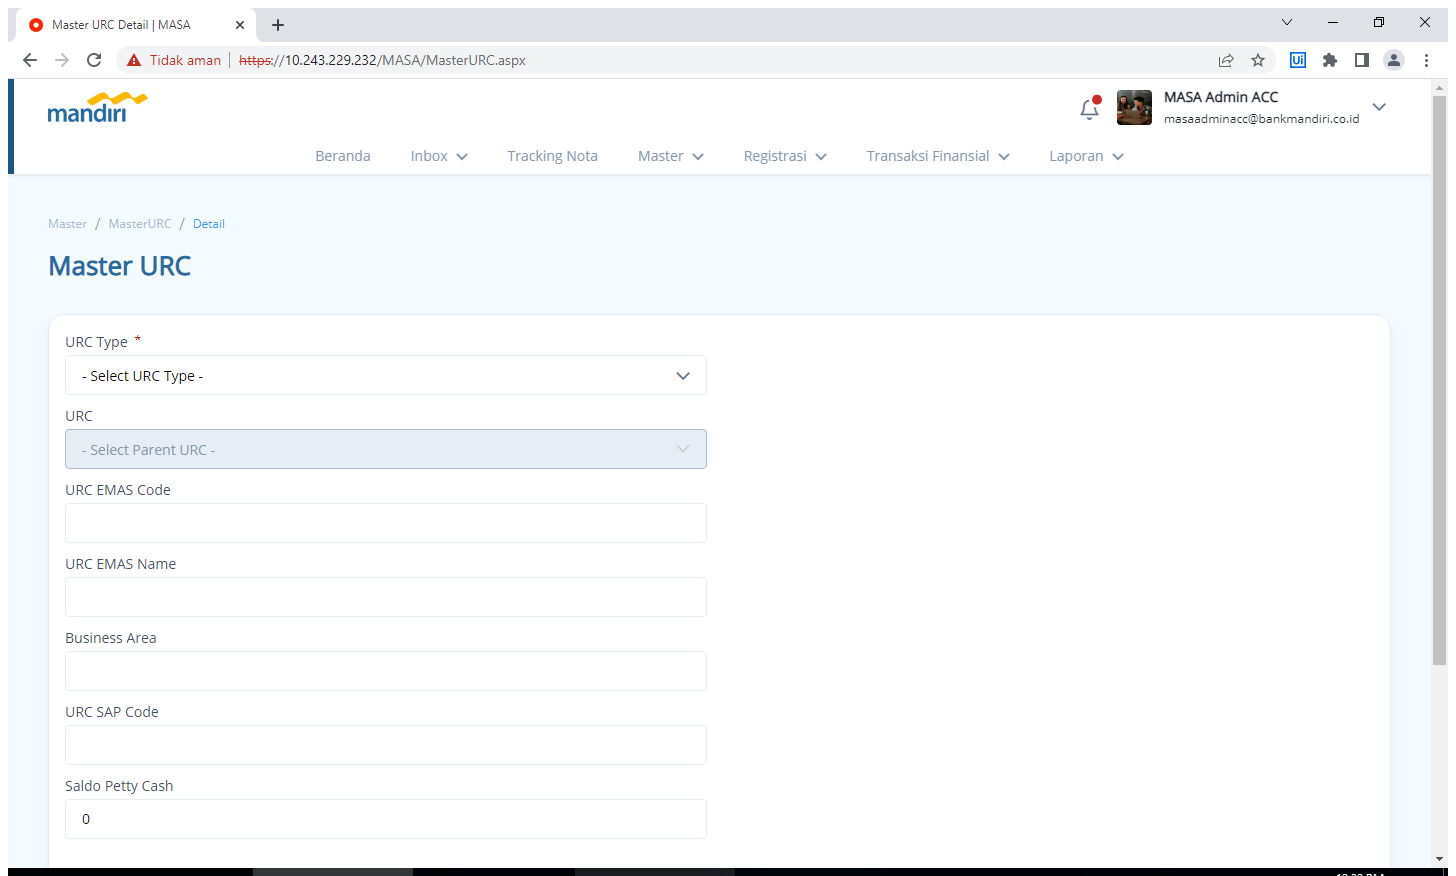 Master URC Detail | MASA
Tidak aman
https://10.243.229.232/MASA/MasterURC.aspx
Ui
mandiri
MASA Admin ACC
masaadminacc@bankmandiri.co.id
Beranda
Inbox
Tracking Nota
Master
Registrasi
Transaksi Finansial
Laporan
Master / MasterURC / Detail
Master URC
URC Type *
- Select URC Type -
URC
- Select Parent URC -
URC EMAS Code
URC EMAS Name
Business Area
URC SAP Code
Saldo Petty Cash
0